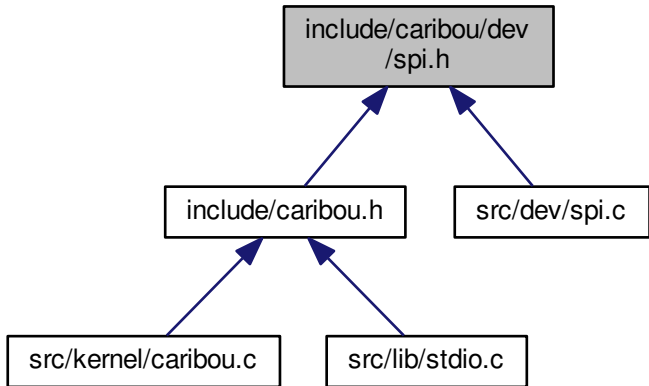 include/caribou/dev
/spi.h
include/caribou.h
src/dev/spi.c
src/kernel/caribou.c
src/lib/stdio.c